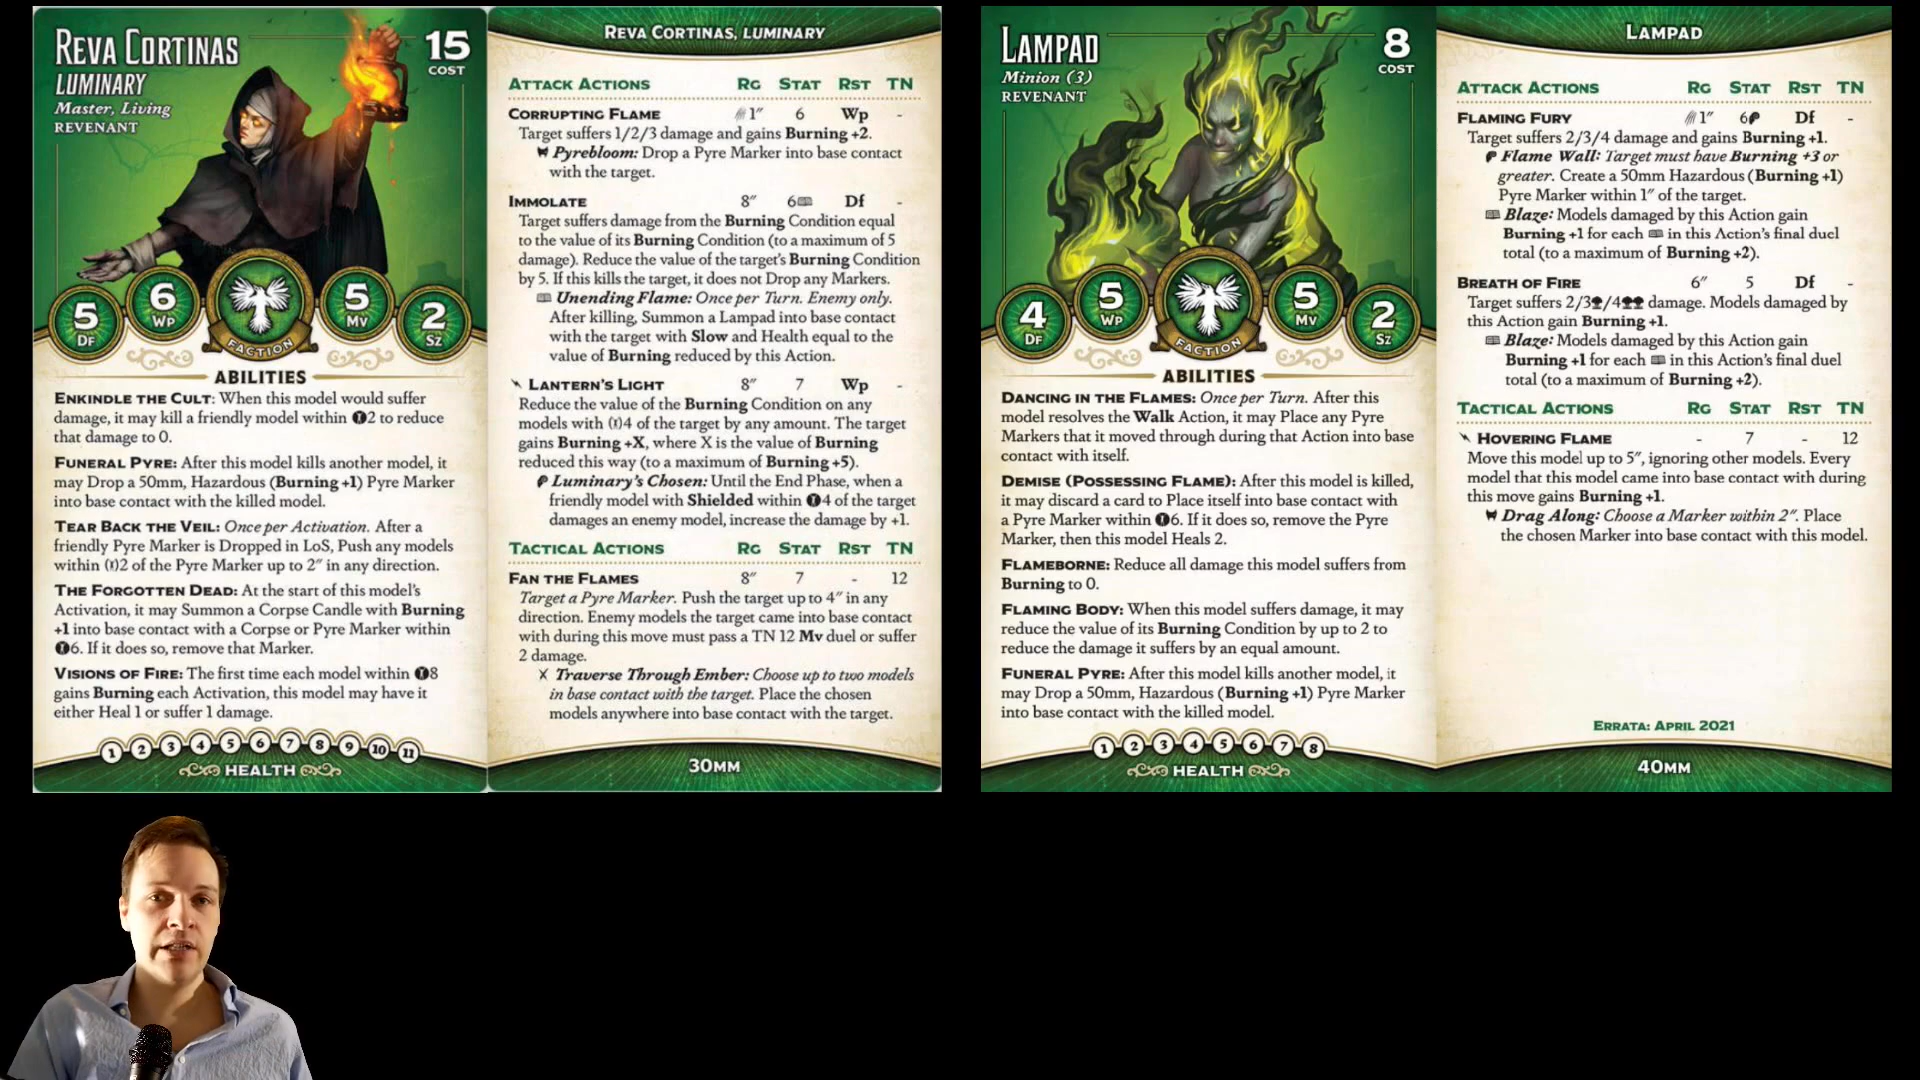 REVA CORTINAS
LUMINARY
Master, Living
REVENANT
15
COST
5
DF
6
WP
FACTION
5
MV
2
SZ
ABILITIES
ENKINDLE THE CULT: When this model would suffer
damage, it may kill a friendly model within 2 to reduce
that damage to 0.
FUNERAL PYRE: After this model kills another model, it
may Drop a 50mm, Hazardous (Burning +1) Pyre Marker
into base contact with the killed model.
TEAR BACK THE VEIL: Once per Activation. After a
friendly Pyre Marker is Dropped in LoS, Push any models
within 2 of the Pyre Marker up to 2" in any direction.
THE FORGOTTEN DEAD: At the start of this model's
Activation, it may Summon a Corpse Candle with Burning
+1 into base contact with a Corpse or Pyre Marker within
6. If it does so, remove that Marker.
VISIONS OF FIRE: The first time each model within 8
gains Burning each Activation, this model may have it
either Heal 1 or suffer 1 damage.
1 2 3 4 5 6 7 8 9 10 11
HEALTH
REVA CORTINAS, LUMINARY
ATTACK ACTIONS RG STAT RST TN
CORRUPTING FLAME 1" 6 Wp -
Target suffers 1/2/3 damage and gains Burning +2.
Pyrebloom: Drop a Pyre Marker into base contact
with the target.
IMMOLATE 8" 6 Df -
Target suffers damage from the Burning Condition equal
to the value of its Burning Condition (to a maximum of 5
damage). Reduce the value of the target's Burning Condition
by 5. If this kills the target, it does not Drop any Markers.
Unending Flame: Once per Turn. Enemy only.
After killing, Summon a Lampad into base contact
with the target with Slow and Health equal to the
value of Burning reduced by this Action.
LANTERN'S LIGHT 8" 7 Wp -
Reduce the value of the Burning Condition on any
models with 4 of the target by any amount. The target
gains Burning +X, where X is the value of Burning
reduced this way (to a maximum of Burning +5).
Luminary's Chosen: Until the End Phase, when a
friendly model with Shielded within 4 of the target
damages an enemy model, increase the damage by +1.
TACTICAL ACTIONS RG STAT RST TN
FAN THE FLAMES 8" 7 - 12
Target a Pyre Marker. Push the target up to 4" in any
direction. Enemy models the target came into base contact
with during this move must pass a TN 12 Mv duel or suffer
2 damage.
Traverse Through Ember: Choose up to two models
in base contact with the target. Place the chosen
models anywhere into base contact with the target.
30MM
LAMPAD
Minion (3)
REVENANT
8
COST
4
DF
5
WP
FACTION
5
MV
2
SZ
ABILITIES
DANCING IN THE FLAMES: Once per Turn. After this
model resolves the Walk Action, it may Place any Pyre
Markers that it moved through during that Action into base
contact with itself.
DEMISE (POSSESSING FLAME): After this model is killed,
it may discard a card to Place itself into base contact with
a Pyre Marker within 6. If it does so, remove the Pyre
Marker, then this model Heals 2.
FLAMEBORNE: Reduce all damage this model suffers from
Burning to 0.
FLAMING BODY: When this model suffers damage, it may
reduce the value of its Burning Condition by up to 2 to
reduce the damage it suffers by an equal amount.
FUNERAL PYRE: After this model kills another model, it
may Drop a 50mm, Hazardous (Burning +1) Pyre Marker
into base contact with the killed model.
1 2 3 4 5 6 7 8
HEALTH
LAMPAD
ATTACK ACTIONS RG STAT RST TN
FLAMING FURY 1" 6 Df -
Target suffers 2/3/4 damage and gains Burning +1.
Flame Wall: Target must have Burning +3 or
greater. Create a 50mm Hazardous (Burning +1)
Pyre Marker within 1" of the target.
Blaze: Models damaged by this Action gain
Burning +1 for each in this Action's final duel
total (to a maximum of Burning +2).
BREATH OF FIRE 6" 5 Df -
Target suffers 2/3/4 damage. Models damaged by
this Action gain Burning +1.
Blaze: Models damaged by this Action gain
Burning +1 for each in this Action's final duel
total (to a maximum of Burning +2).
TACTICAL ACTIONS RG STAT RST TN
HOVERING FLAME - 7 - 12
Move this model up to 5", ignoring other models. Every
model that this model came into base contact with during
this move gains Burning +1.
Drag Along: Choose a Marker within 2". Place
the chosen Marker into base contact with this model.
ERRATA: APRIL 2021
40MM